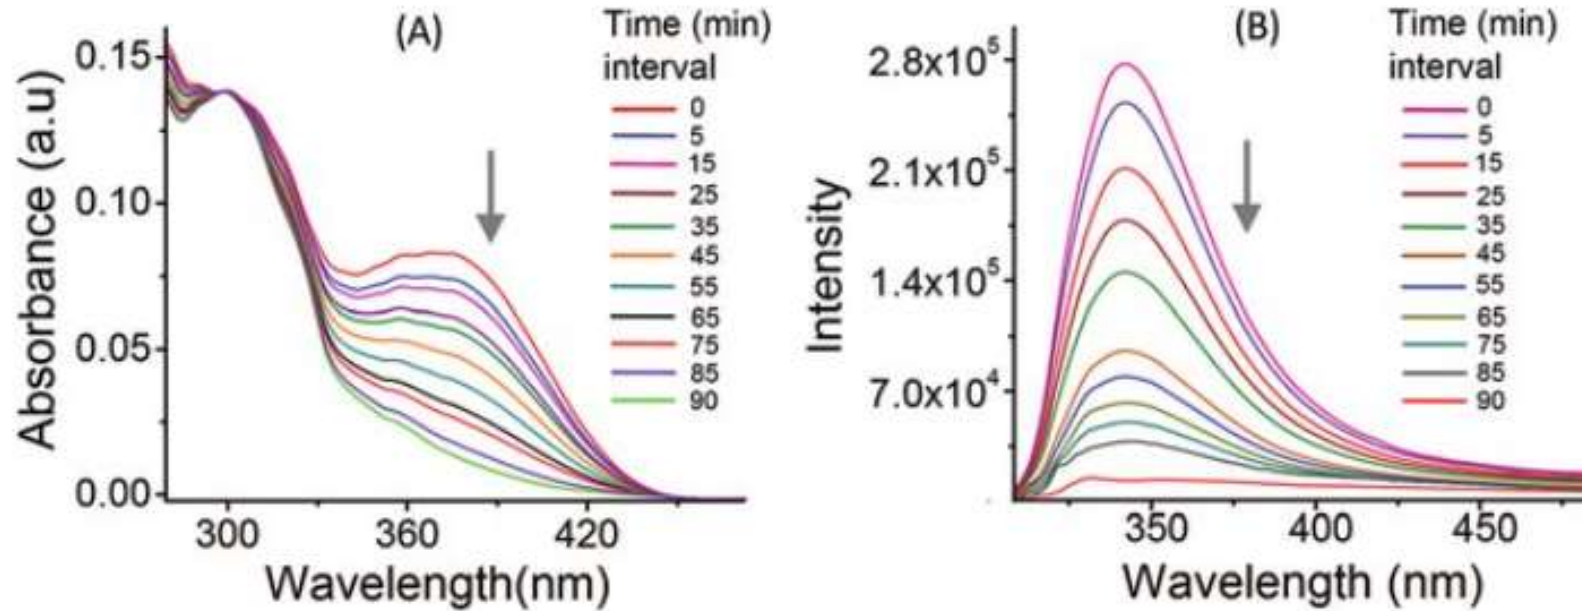 (A)
Time (min)
interval
0
5
15
25
35
45
55
65
75
85
90
0.15
0.10
0.05
0.00
Absorbance (a.u)
300
360
420
Wavelength(nm)
(B)
Time (min)
interval
0
5
15
25
35
45
55
65
75
85
90
2.8x10⁵
2.1x10⁵
1.4x10⁵
7.0x10⁴
Intensity
350
400
450
Wavelength (nm)